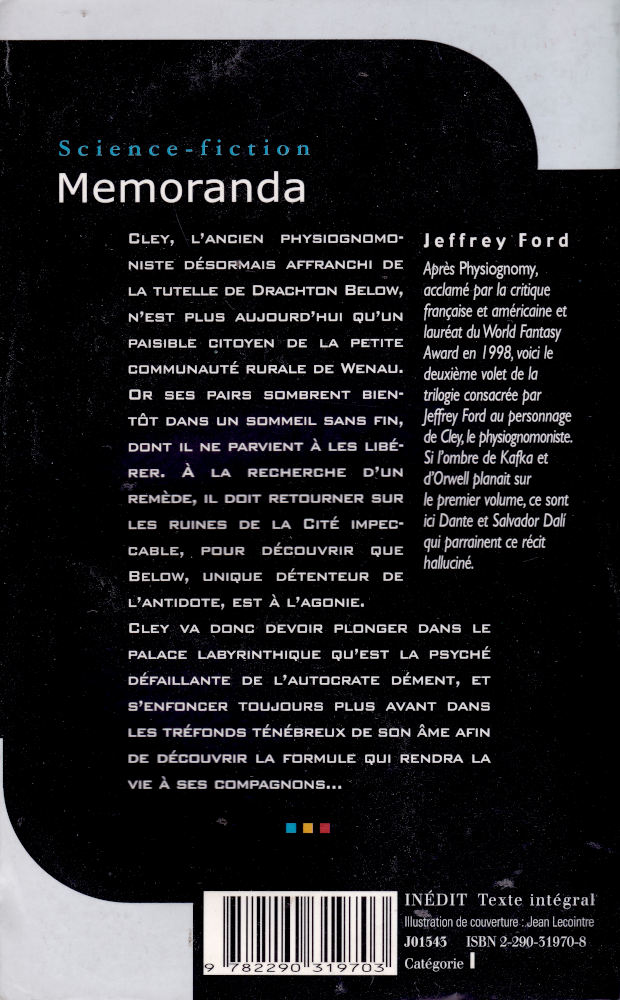 Science-fiction
Memoranda
CLEY, L'ANCIEN PHYSIOGNOMO-
NISTE DÉSORMAIS AFFRANCHI DE
LA TUTELLE DE DRACHTON BELOW,
N'EST PLUS AUJOURD'HUI QU'UN
PAISIBLE CITOYEN DE LA PETITE
COMMUNAUTÉ RURALE DE WENAU.
OR SES PAIRS SOMBRENT BIEN-
TÔT DANS UN SOMMEIL SANS FIN,
DONT IL NE PARVIENT À LES LIBÉ-
RER. À LA RECHERCHE D'UN
REMÈDE, IL DOIT RETOURNER SUR
LES RUINES DE LA CITÉ IMPEC-
CABLE, POUR DÉCOUVRIR QUE
BELOW, UNIQUE DÉTENTEUR DE
L'ANTIDOTE, EST À L'AGONIE.
CLEY VA DONC DEVOIR PLONGER DANS LE
PALACE LABYRINTHIQUE QU'EST LA PSYCHÉ
DÉFAILLANTE DE L'AUTOCRATE DÉMENT, ET
S'ENFONCER TOUJOURS PLUS AVANT DANS
LES TRÉFONDS TÉNÉBREUX DE SON ÂME AFIN
DE DÉCOUVRIR LA FORMULE QUI RENDRA LA
VIE À SES COMPAGNONS...
Jeffrey Ford
Après Physiognomy,
acclamé par la critique
française et américaine et
lauréat du World Fantasy
Award en 1998, voici le
deuxième volet de la
trilogie consacrée par
Jeffrey Ford au personnage
de Cley, le physiognomoniste.
Si l'ombre de Kafka et
d'Orwell planait sur
le premier volume, ce sont
ici Dante et Salvador Dalí
qui parrainent ce récit
halluciné.
INÉDIT Texte intégral
Illustration de couverture : Jean Lecointre
J01543 ISBN 2-290-31970-8
Catégorie I
9 782290 319703